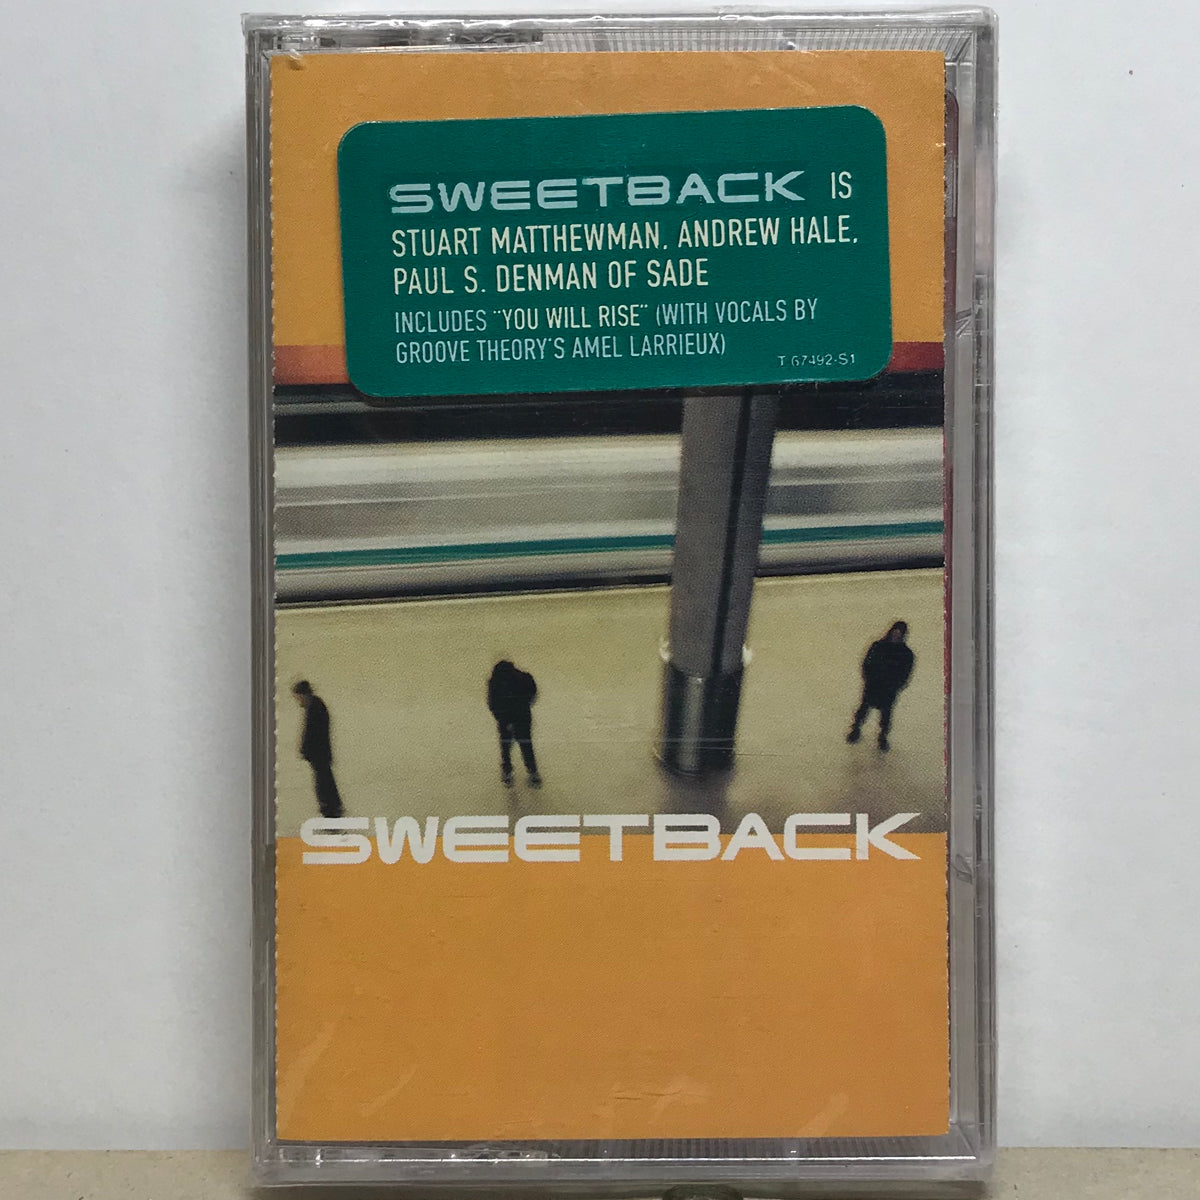 SWEETBACK IS
STUART MATTHEWMAN, ANDREW HALE,
PAUL S. DENMAN OF SADE
INCLUDES "YOU WILL RISE" (WITH VOCALS BY
GROOVE THEORY'S AMEL LARRIEUX)
T 67492-S1
SWEETBACK